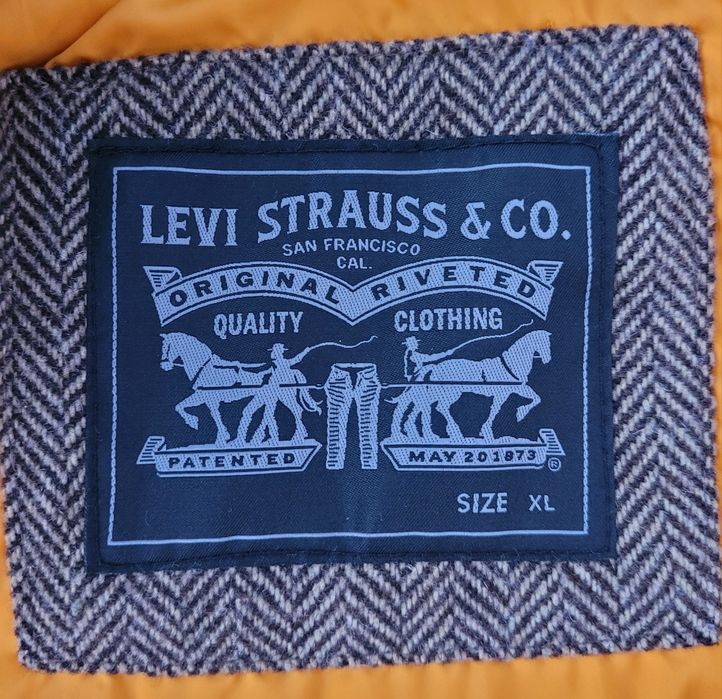 LEVI STRAUSS & CO.
SAN FRANCISCO
CAL.
ORIGINAL RIVETED
QUALITY CLOTHING
PATENTED MAY 20 1873 ®
SIZE XL